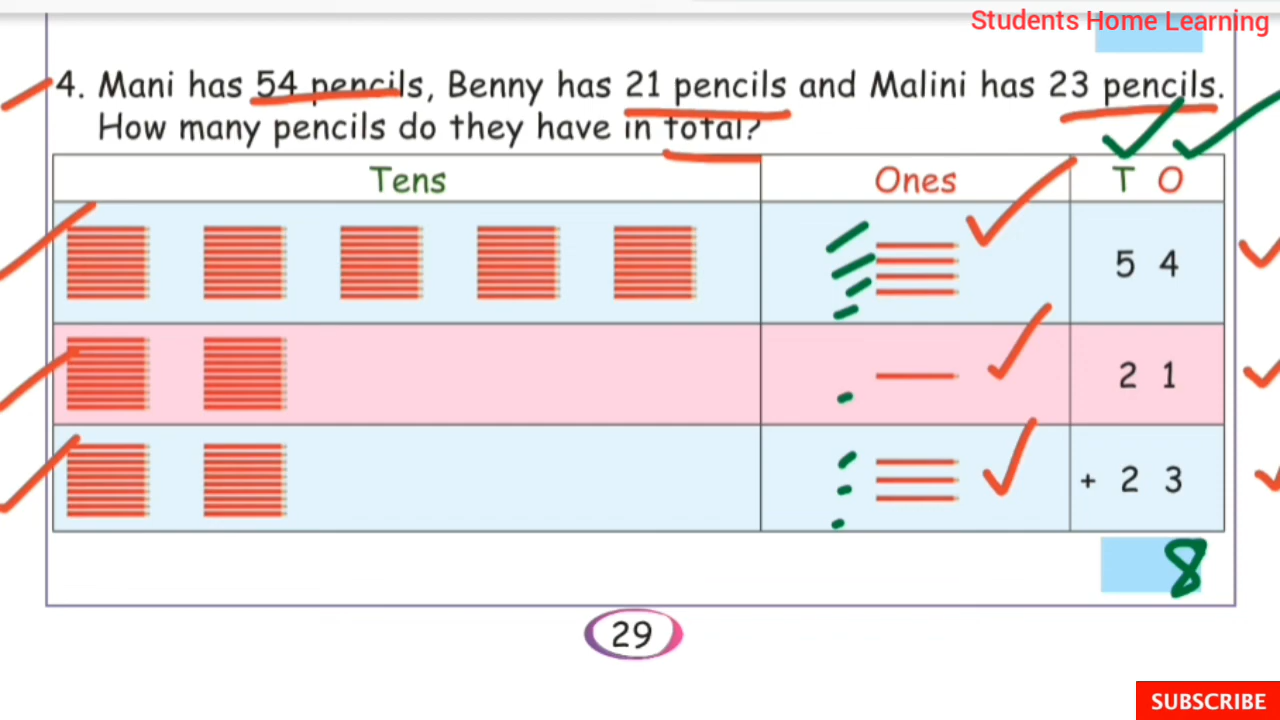 Students Home Learning
4. Mani has 54 pencils, Benny has 21 pencils and Malini has 23 pencils.
How many pencils do they have in total?
Tens Ones T O
5 4
2 1
+ 2 3
8
29
SUBSCRIBE